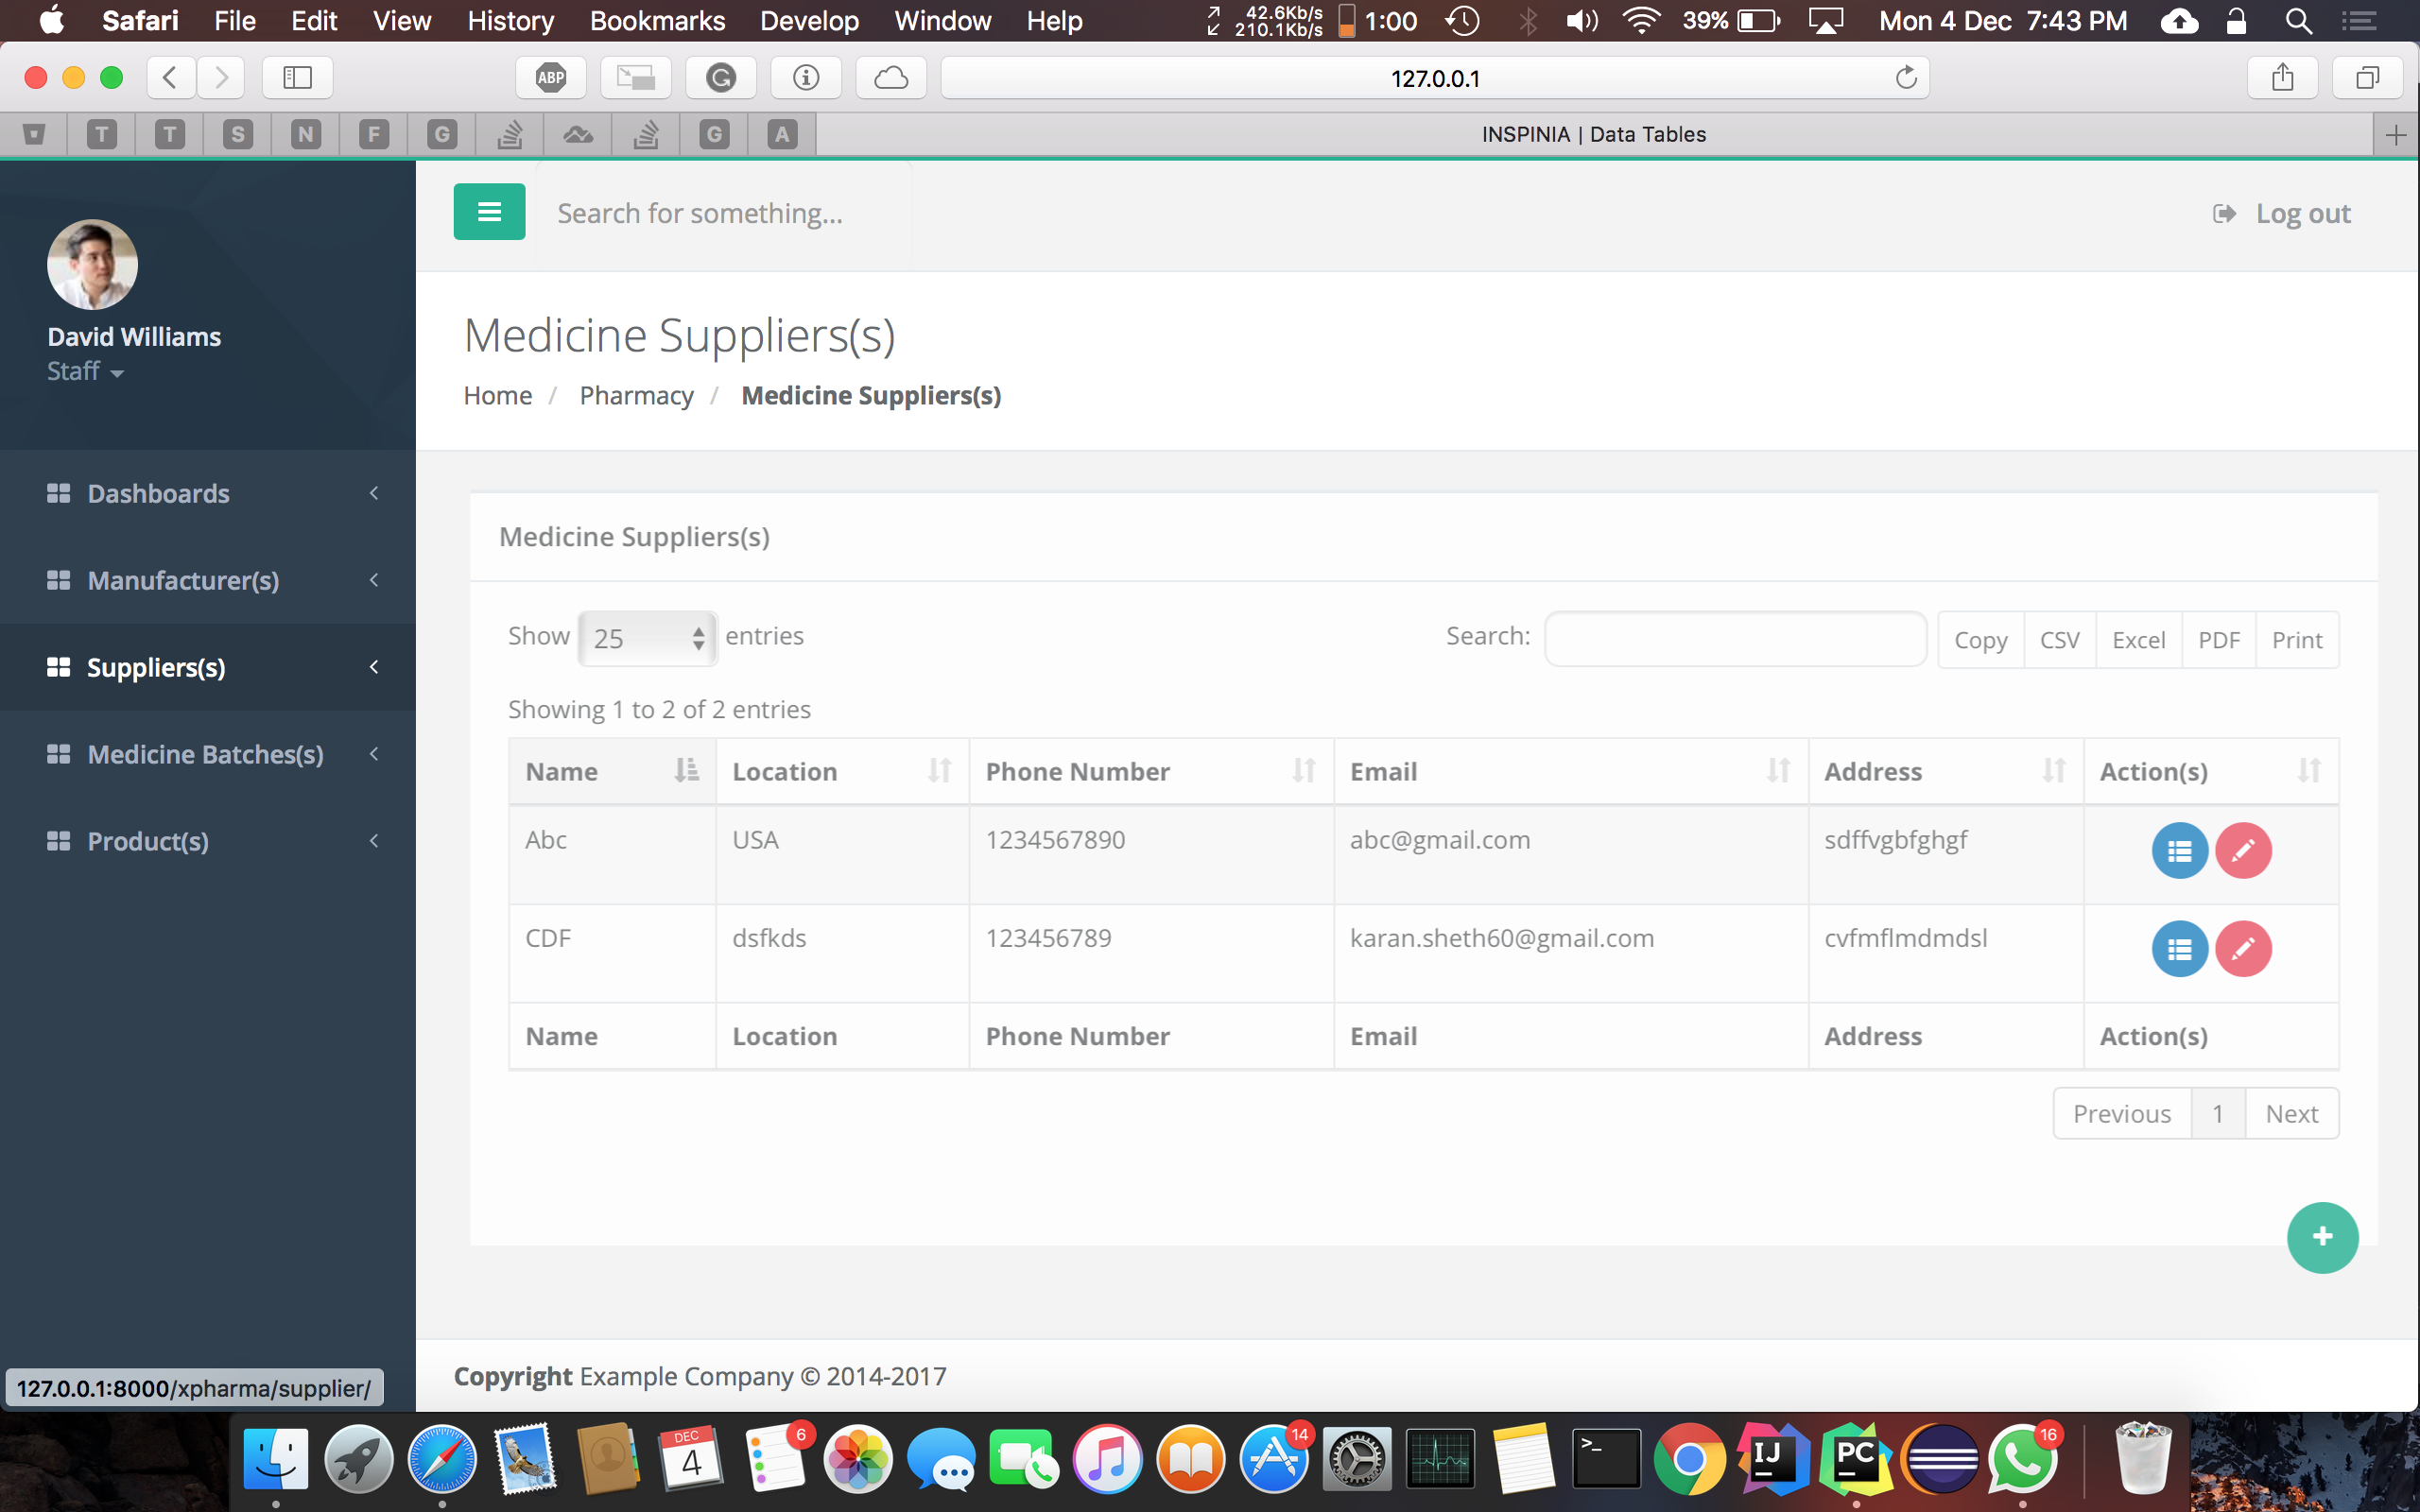 Safari File Edit View History Bookmarks Develop Window Help 42.6Kb/s 1:00 39% Mon 4 Dec 7:43 PM
210.1Kb/s
ABP 127.0.0.1
T T S N F G G A INSPINIA | Data Tables
Search for something... Log out
David Williams
Staff
Medicine Suppliers(s)
Home / Pharmacy / Medicine Suppliers(s)
Dashboards
Manufacturer(s)
Suppliers(s)
Medicine Batches(s)
Product(s)
Medicine Suppliers(s)
Show 25 entries Search: Copy CSV Excel PDF Print
Showing 1 to 2 of 2 entries
Name Location Phone Number Email Address Action(s)
Abc USA 1234567890 abc@gmail.com sdffvgbfghgf
CDF dsfkds 123456789 karan.sheth60@gmail.com cvfmflmdmdsl
Name Location Phone Number Email Address Action(s)
Previous 1 Next
Copyright Example Company © 2014-2017
127.0.0.1:8000/xpharma/supplier/
DEC 4 6 14 >_ IJ PC 16